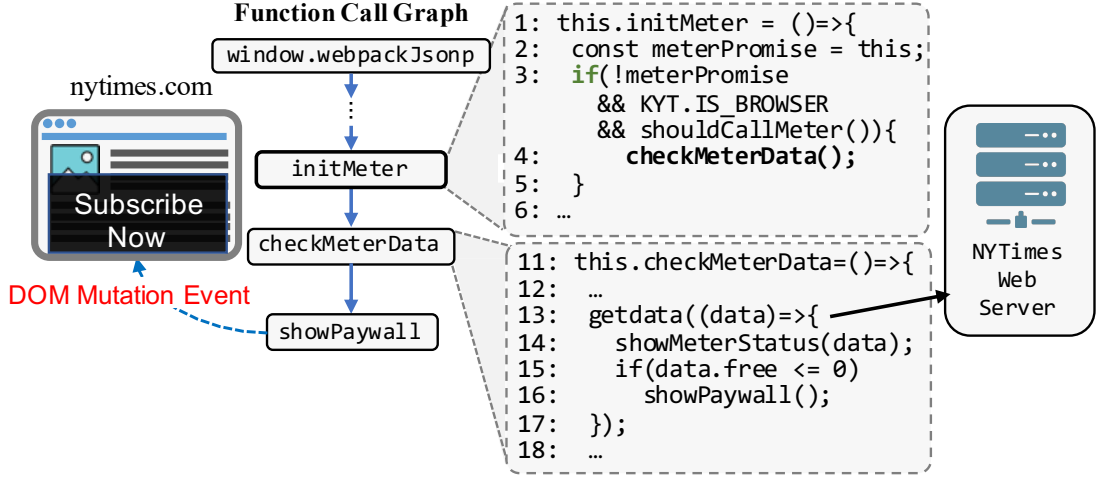 Function Call Graph
window.webpackJsonp
initMeter
checkMeterData
showPaywall
nytimes.com
Subscribe
Now
DOM Mutation Event
1: this.initMeter = ()=>{
2: const meterPromise = this;
3: if(!meterPromise
&& KYT.IS_BROWSER
&& shouldCallMeter()){
4: checkMeterData();
5: }
6: …
11: this.checkMeterData=()=>{
12: …
13: getdata((data)=>{
14: showMeterStatus(data);
15: if(data.free <= 0)
16: showPaywall();
17: });
18: …
NYTimes
Web
Server